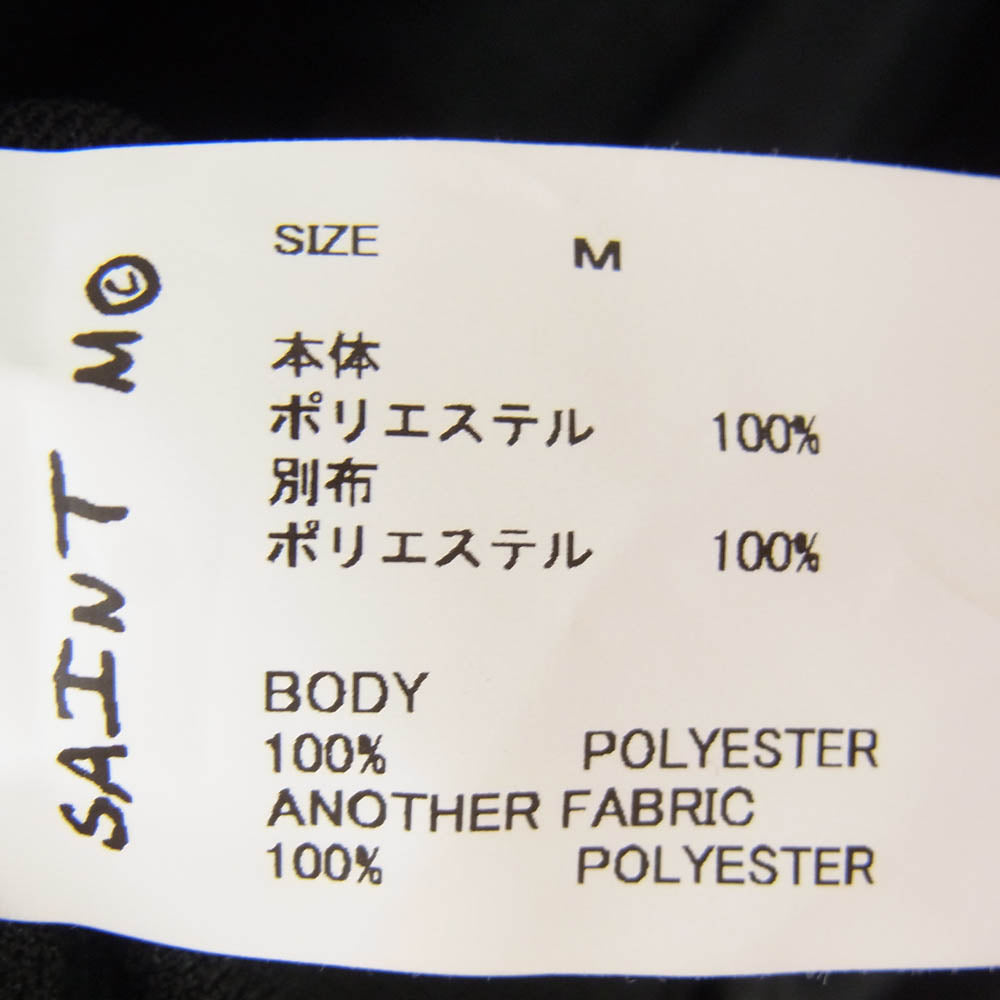 SAINT M©
SIZE M
本体
ポリエステル 100%
別布
ポリエステル 100%
BODY
100% POLYESTER
ANOTHER FABRIC
100% POLYESTER